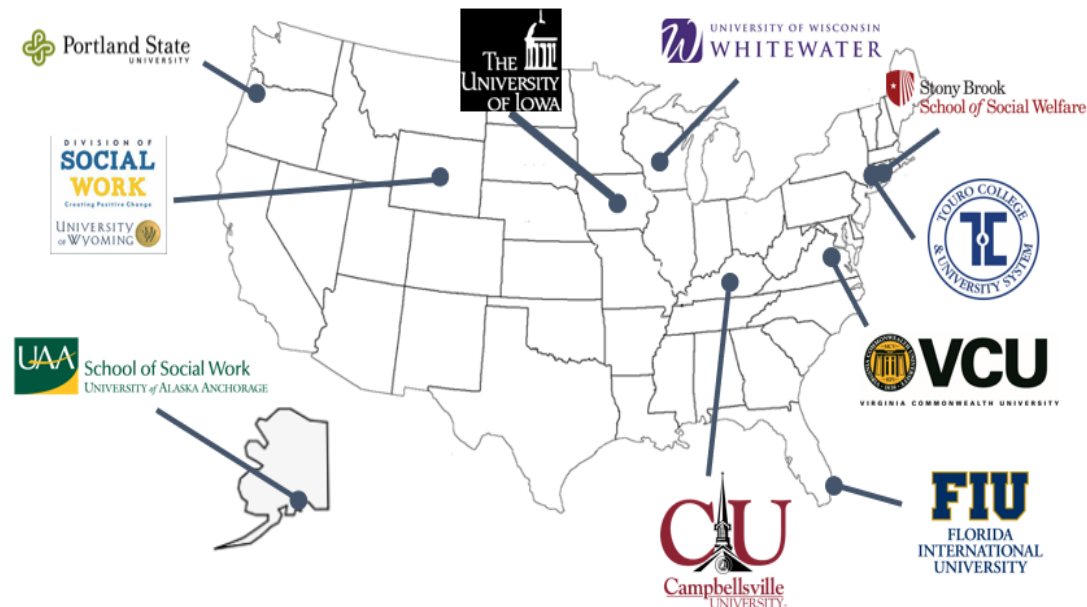 Portland State
UNIVERSITY
THE
UNIVERSITY
OF IOWA
UNIVERSITY OF WISCONSIN
WHITEWATER
Stony Brook
School of Social Welfare
DIVISION OF
SOCIAL
WORK
Creating Positive Change
UNIVERSITY
OF WYOMING
TOURO COLLEGE
& UNIVERSITY SYSTEM
TC
UAA
School of Social Work
UNIVERSITY of ALASKA ANCHORAGE
VCU
VIRGINIA COMMONWEALTH UNIVERSITY
CU
Campbellsville
UNIVERSITY
FIU
FLORIDA
INTERNATIONAL
UNIVERSITY